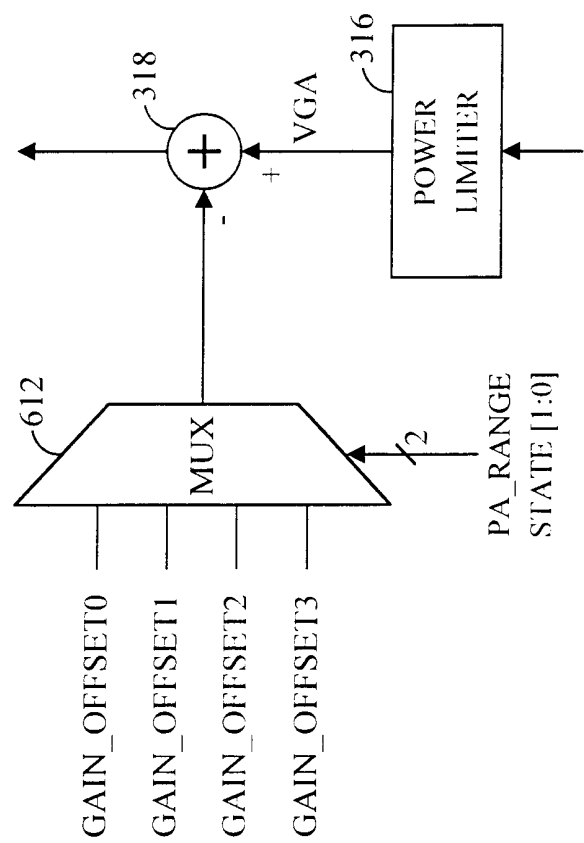 GAIN_OFFSET0
GAIN_OFFSET1
GAIN_OFFSET2
GAIN_OFFSET3
612
MUX
2
PA_RANGE
STATE [1:0]
318
+
-
+
VGA
316
POWER
LIMITER